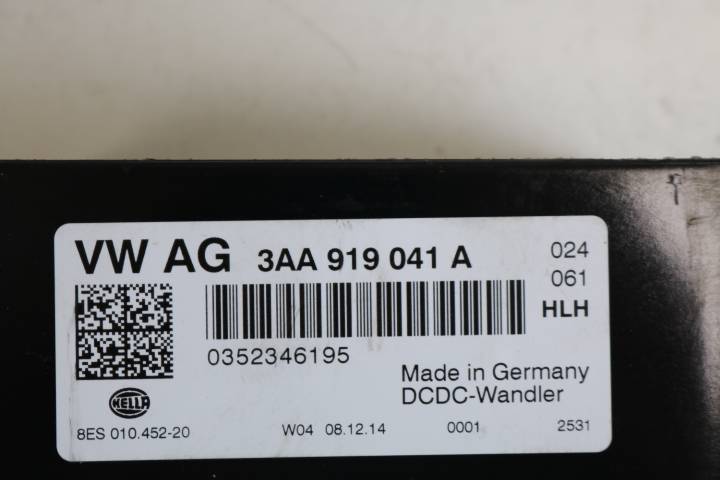 VW AG 3AA 919 041 A 024
061
HLH
0352346195
Made in Germany
DCDC-Wandler
HELLA
8ES 010.452-20 W04 08.12.14 0001 2531